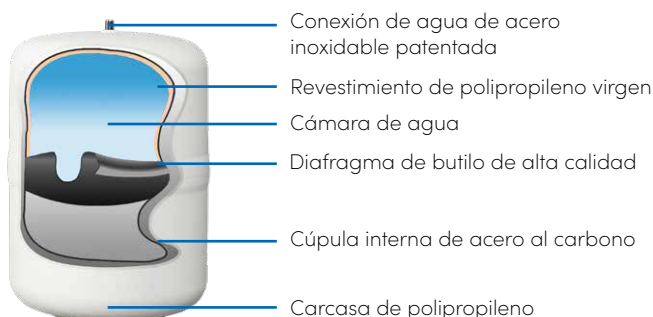 Conexión de agua de acero
inoxidable patentada
Revestimiento de polipropileno virgen
Cámara de agua
Diafragma de butilo de alta calidad
Cúpula interna de acero al carbono
Carcasa de polipropileno